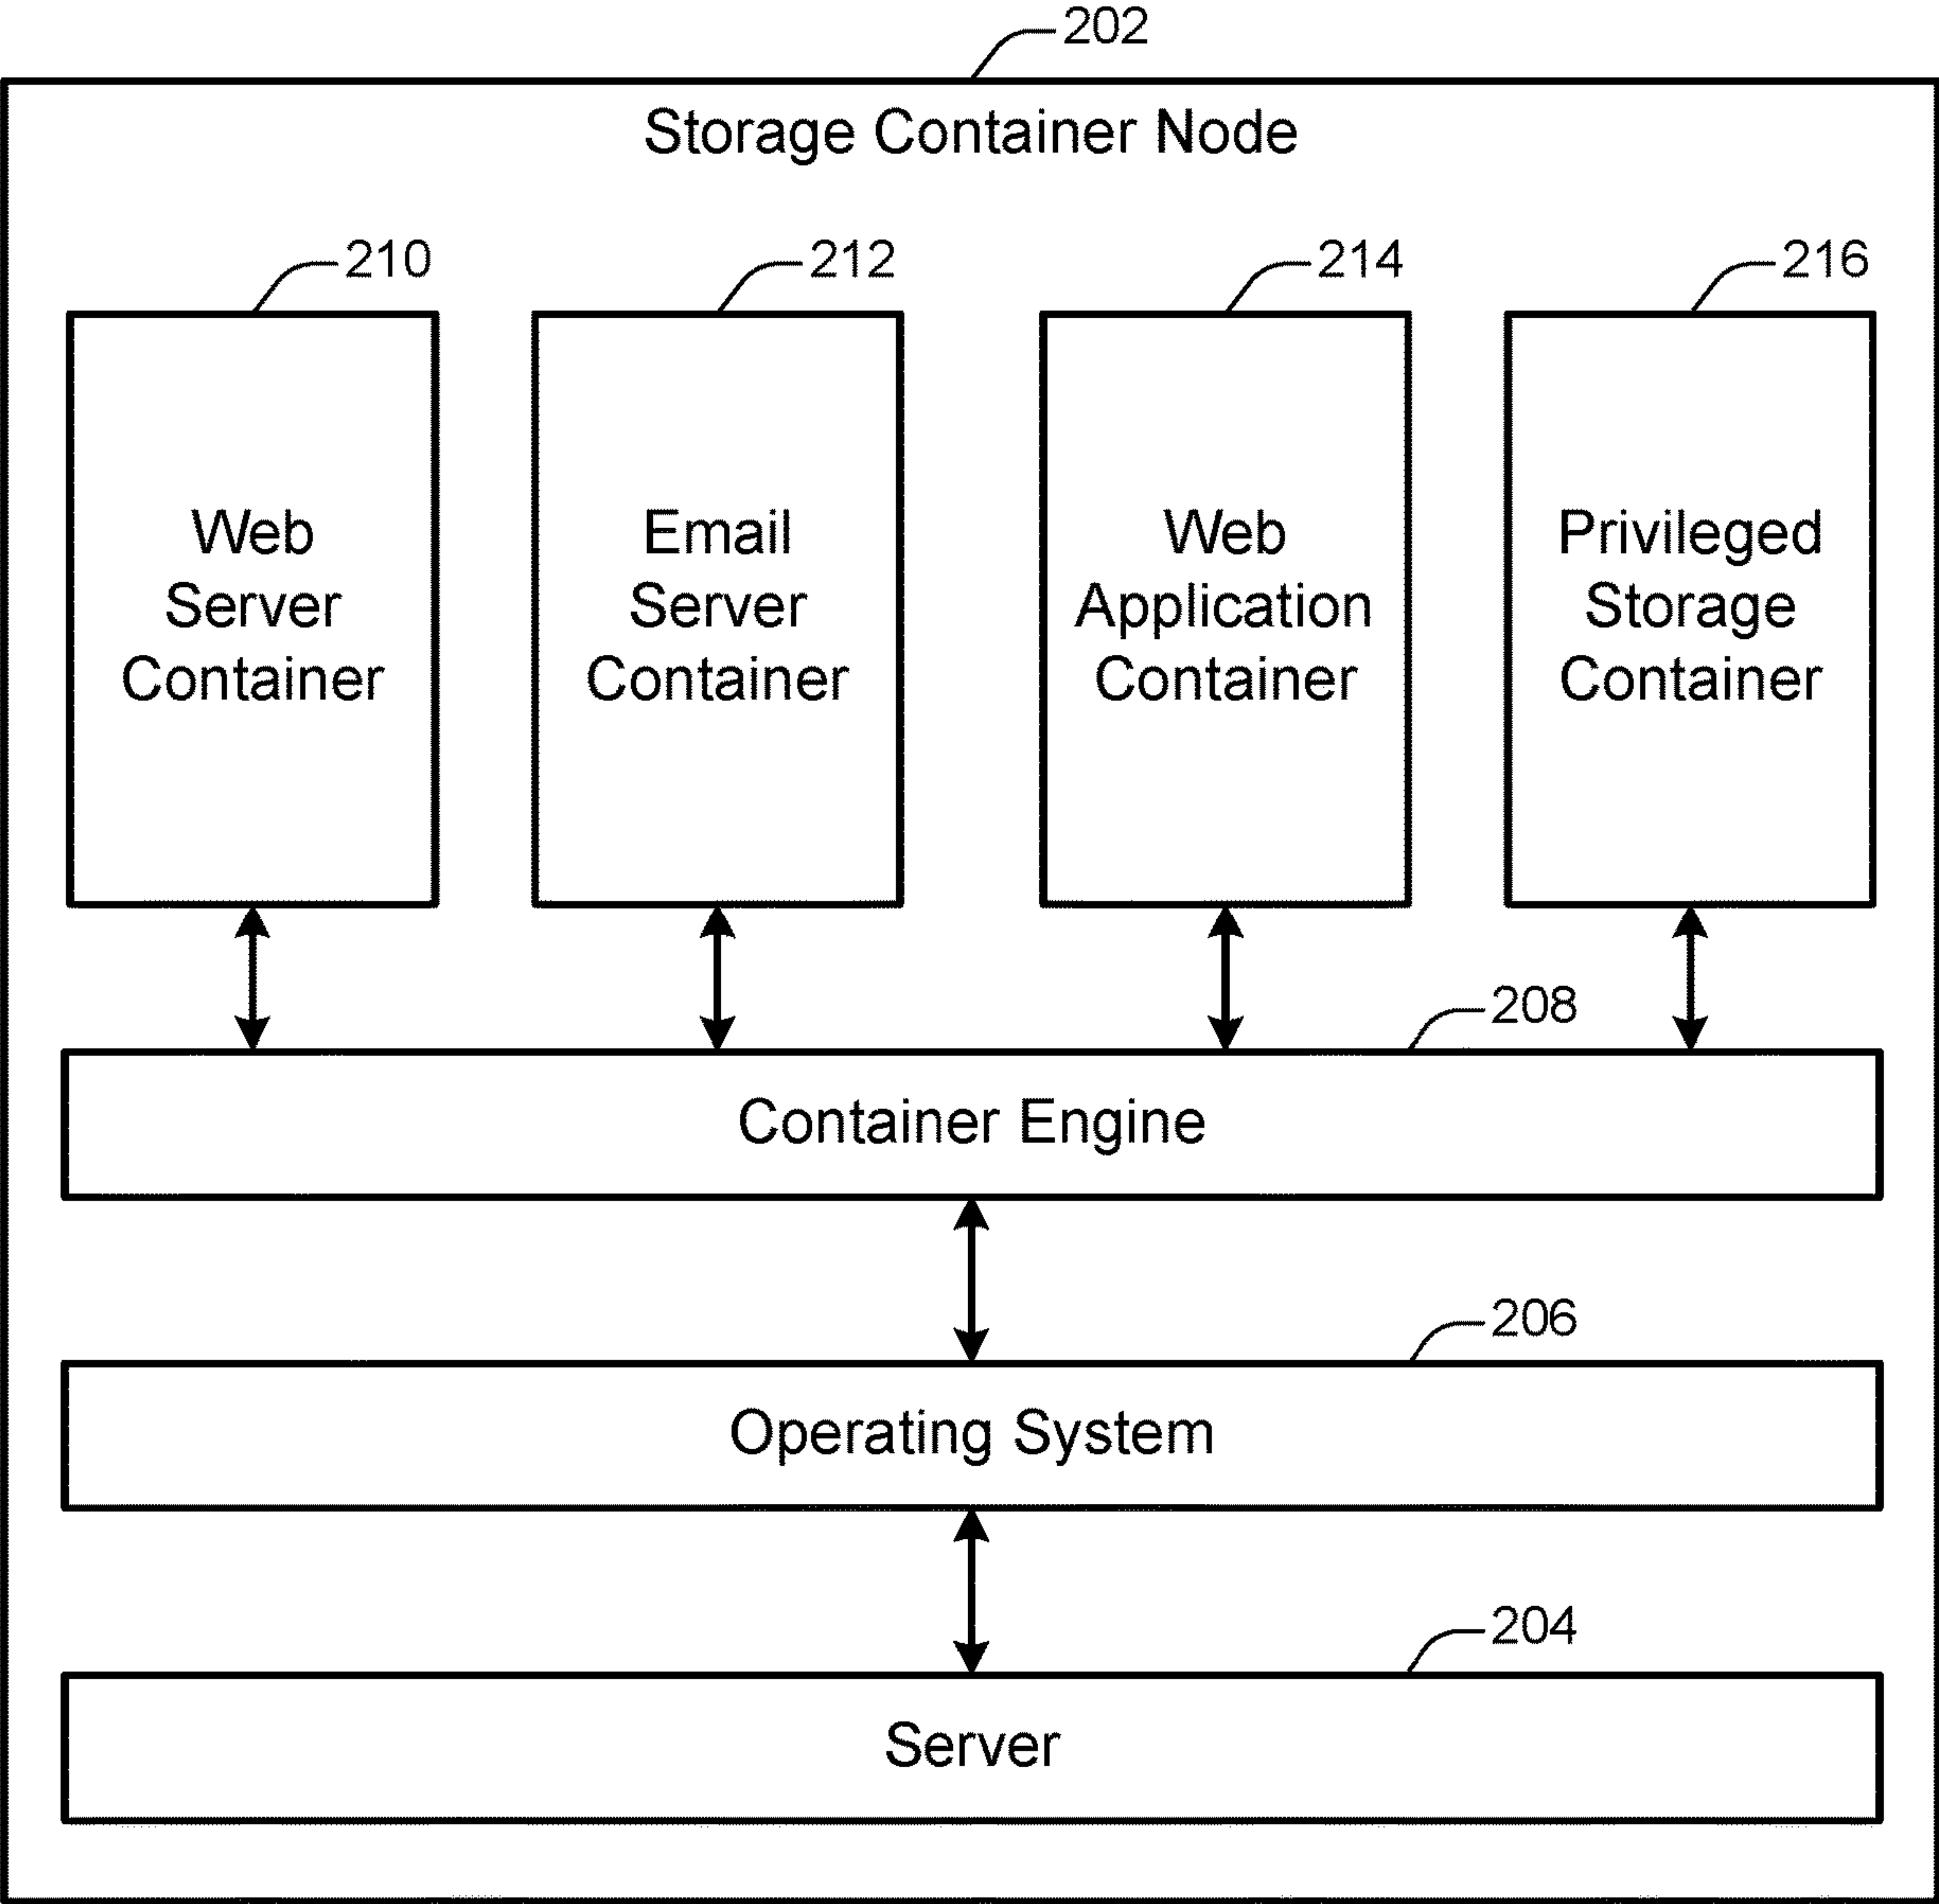 202
Storage Container Node
210
212
214
216
Web
Server
Container
Email
Server
Container
Web
Application
Container
Privileged
Storage
Container
208
Container Engine
206
Operating System
204
Server